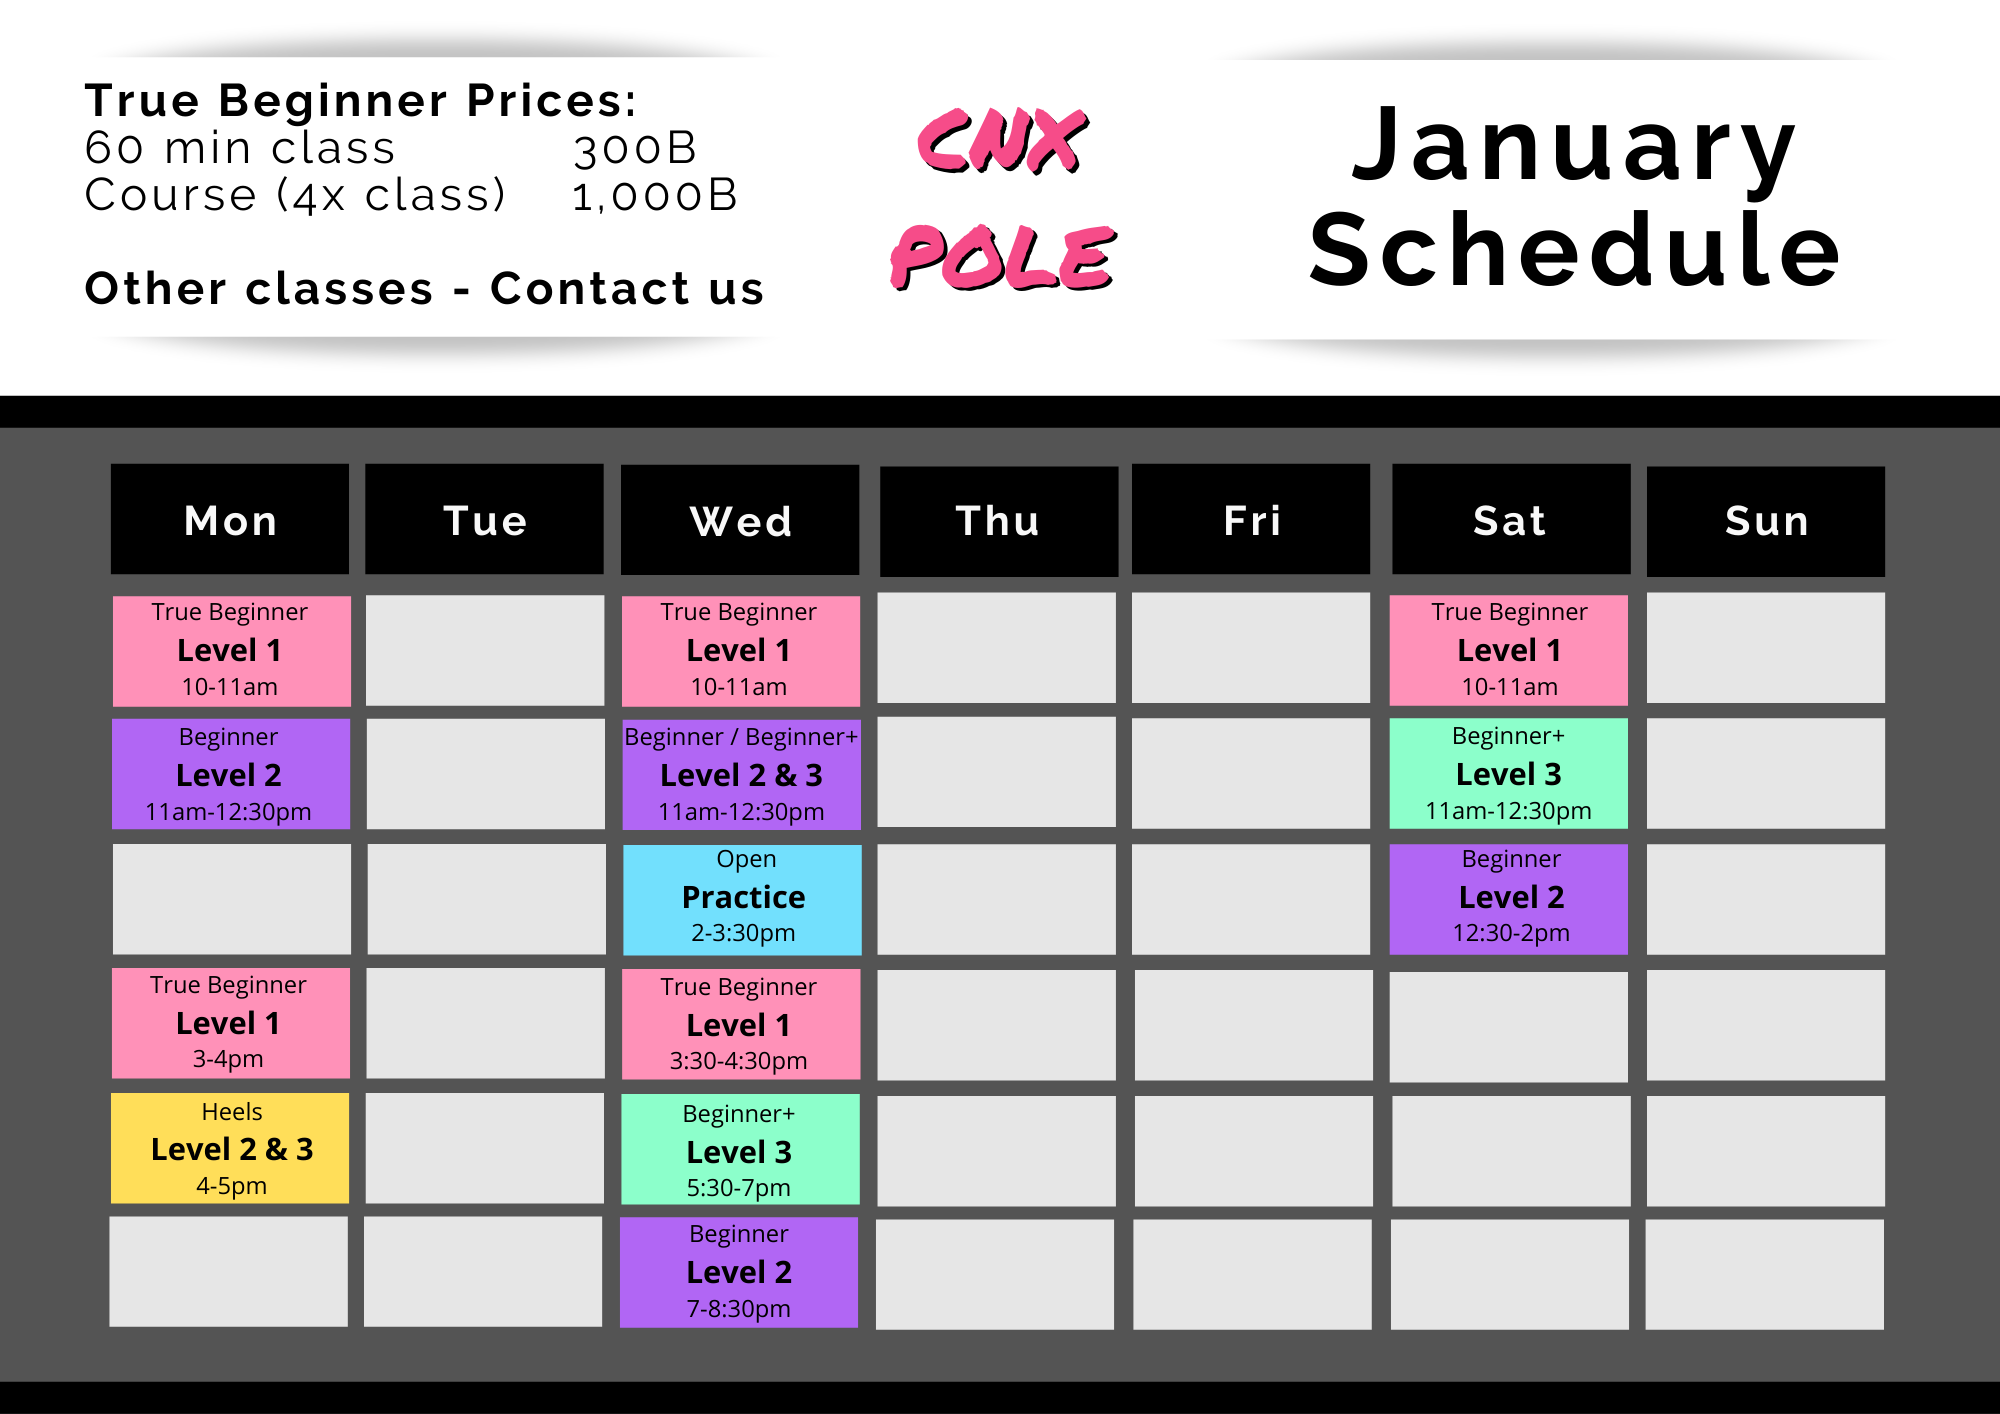 True Beginner Prices:
60 min class 300B
Course (4x class) 1,000B
Other classes - Contact us
CNX
POLE
January
Schedule
Mon Tue Wed Thu Fri Sat Sun
True Beginner
Level 1
10-11am
True Beginner
Level 1
10-11am
True Beginner
Level 1
10-11am
Beginner
Level 2
11am-12:30pm
Beginner / Beginner+
Level 2 & 3
11am-12:30pm
Beginner+
Level 3
11am-12:30pm
Open
Practice
2-3:30pm
Beginner
Level 2
12:30-2pm
True Beginner
Level 1
3-4pm
True Beginner
Level 1
3:30-4:30pm
Heels
Level 2 & 3
4-5pm
Beginner+
Level 3
5:30-7pm
Beginner
Level 2
7-8:30pm